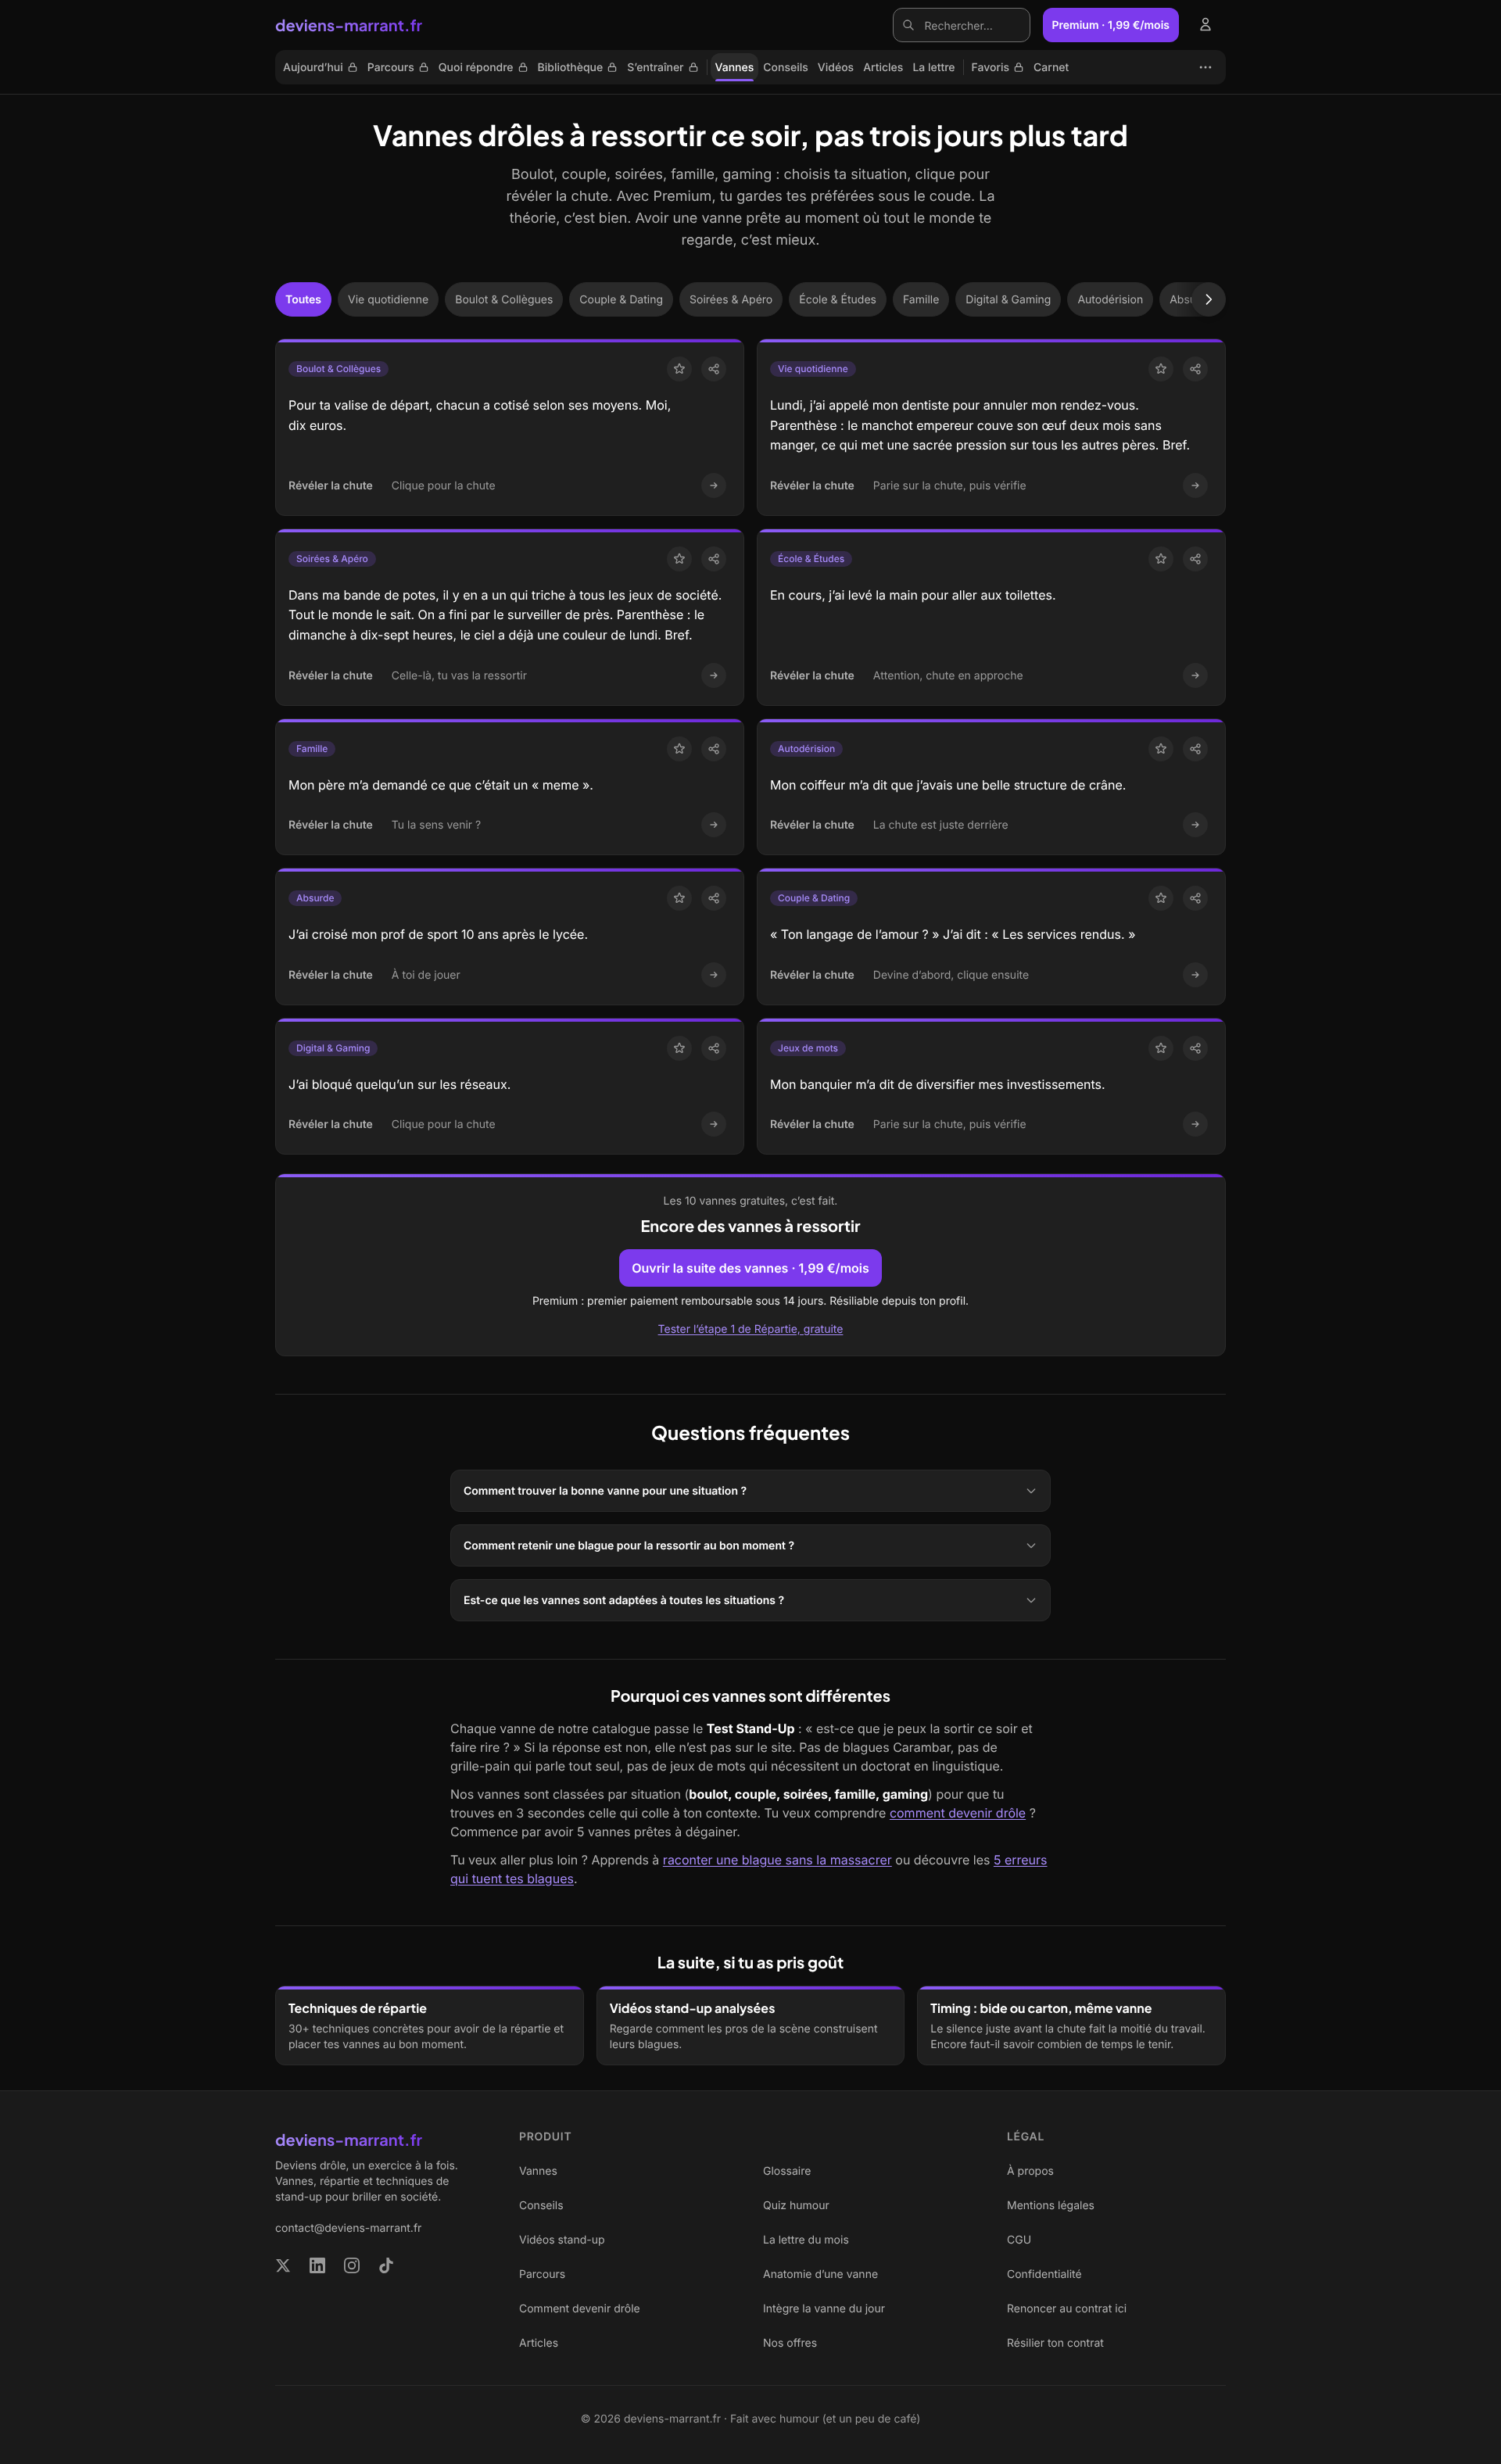 deviens-marrant.fr
Rechercher...
Premium · 1,99 €/mois
Aujourd’hui
Parcours
Quoi répondre
Bibliothèque
S’entraîner
Vannes
Conseils
Vidéos
Articles
La lettre
Favoris
Carnet
Vannes drôles à ressortir ce soir, pas trois jours plus tard
Boulot, couple, soirées, famille, gaming : choisis ta situation, clique pour
révéler la chute. Avec Premium, tu gardes tes préférées sous le coude. La
théorie, c’est bien. Avoir une vanne prête au moment où tout le monde te
regarde, c’est mieux.
Toutes
Vie quotidienne
Boulot & Collègues
Couple & Dating
Soirées & Apéro
École & Études
Famille
Digital & Gaming
Autodérision
Boulot & Collègues
Pour ta valise de départ, chacun a cotisé selon ses moyens. Moi,
dix euros.
Révéler la chute
Clique pour la chute
Vie quotidienne
Lundi, j’ai appelé mon dentiste pour annuler mon rendez-vous.
Parenthèse : le manchot empereur couve son œuf deux mois sans
manger, ce qui met une sacrée pression sur tous les autres pères. Bref.
Révéler la chute
Parie sur la chute, puis vérifie
Soirées & Apéro
Dans ma bande de potes, il y en a un qui triche à tous les jeux de société.
Tout le monde le sait. On a fini par le surveiller de près. Parenthèse : le
dimanche à dix-sept heures, le ciel a déjà une couleur de lundi. Bref.
Révéler la chute
Celle-là, tu vas la ressortir
École & Études
En cours, j’ai levé la main pour aller aux toilettes.
Révéler la chute
Attention, chute en approche
Famille
Mon père m’a demandé ce que c’était un « meme ».
Révéler la chute
Tu la sens venir ?
Autodérision
Mon coiffeur m’a dit que j’avais une belle structure de crâne.
Révéler la chute
La chute est juste derrière
Absurde
J’ai croisé mon prof de sport 10 ans après le lycée.
Révéler la chute
À toi de jouer
Couple & Dating
« Ton langage de l’amour ? » J’ai dit : « Les services rendus. »
Révéler la chute
Devine d’abord, clique ensuite
Digital & Gaming
J’ai bloqué quelqu’un sur les réseaux.
Révéler la chute
Clique pour la chute
Jeux de mots
Mon banquier m’a dit de diversifier mes investissements.
Révéler la chute
Parie sur la chute, puis vérifie
Les 10 vannes gratuites, c’est fait.
Encore des vannes à ressortir
Ouvrir la suite des vannes · 1,99 €/mois
Premium : premier paiement remboursable sous 14 jours. Résiliable depuis ton profil.
Tester l’étape 1 de Répartie, gratuite
Questions fréquentes
Comment trouver la bonne vanne pour une situation ?
Comment retenir une blague pour la ressortir au bon moment ?
Est-ce que les vannes sont adaptées à toutes les situations ?
Pourquoi ces vannes sont différentes
Chaque vanne de notre catalogue passe le Test Stand-Up : « est-ce que je peux la sortir ce soir et
faire rire ? » Si la réponse est non, elle n’est pas sur le site. Pas de blagues Carambar, pas de
grille-pain qui parle tout seul, pas de jeux de mots qui nécessitent un doctorat en linguistique.
Nos vannes sont classées par situation (boulot, couple, soirées, famille, gaming) pour que tu
trouves en 3 secondes celle qui colle à ton contexte. Tu veux comprendre comment devenir drôle ?
Commence par avoir 5 vannes prêtes à dégainer.
Tu veux aller plus loin ? Apprends à raconter une blague sans la massacrer ou découvre les 5 erreurs
qui tuent tes blagues.
La suite, si tu as pris goût
Techniques de répartie
30+ techniques concrètes pour avoir de la répartie et
placer tes vannes au bon moment.
Vidéos stand-up analysées
Regarde comment les pros de la scène construisent
leurs blagues.
Timing : bide ou carton, même vanne
Le silence juste avant la chute fait la moitié du travail.
Encore faut-il savoir combien de temps le tenir.
deviens-marrant.fr
Deviens drôle, un exercice à la fois.
Vannes, répartie et techniques de
stand-up pour briller en société.
contact@deviens-marrant.fr
PRODUIT
Vannes
Conseils
Vidéos stand-up
Parcours
Comment devenir drôle
Articles
Glossaire
Quiz humour
La lettre du mois
Anatomie d’une vanne
Intègre la vanne du jour
Nos offres
LÉGAL
À propos
Mentions légales
CGU
Confidentialité
Renoncer au contrat ici
Résilier ton contrat
© 2026 deviens-marrant.fr · Fait avec humour (et un peu de café)